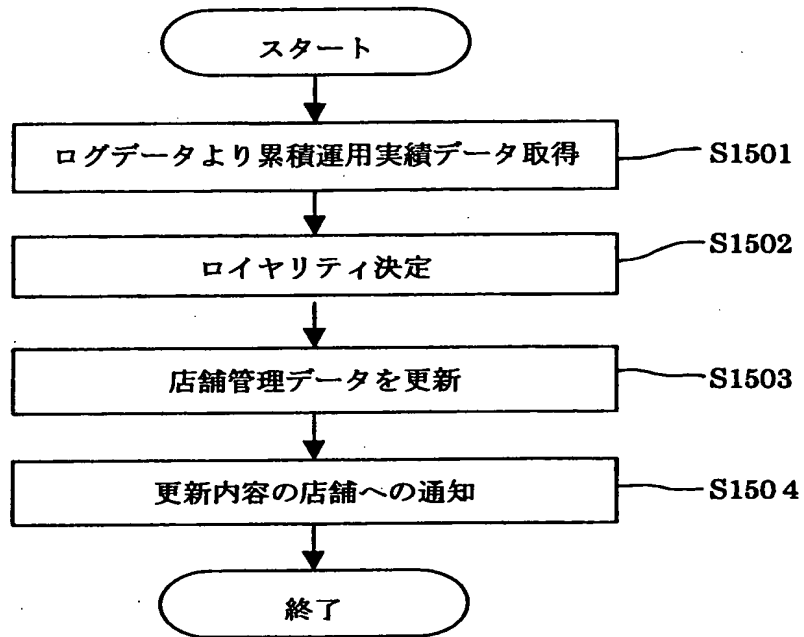 スタート
ログデータより累積運用実績データ取得
S1501
ロイヤリティ決定
S1502
店舗管理データを更新
S1503
更新内容の店舗への通知
S1504
終了